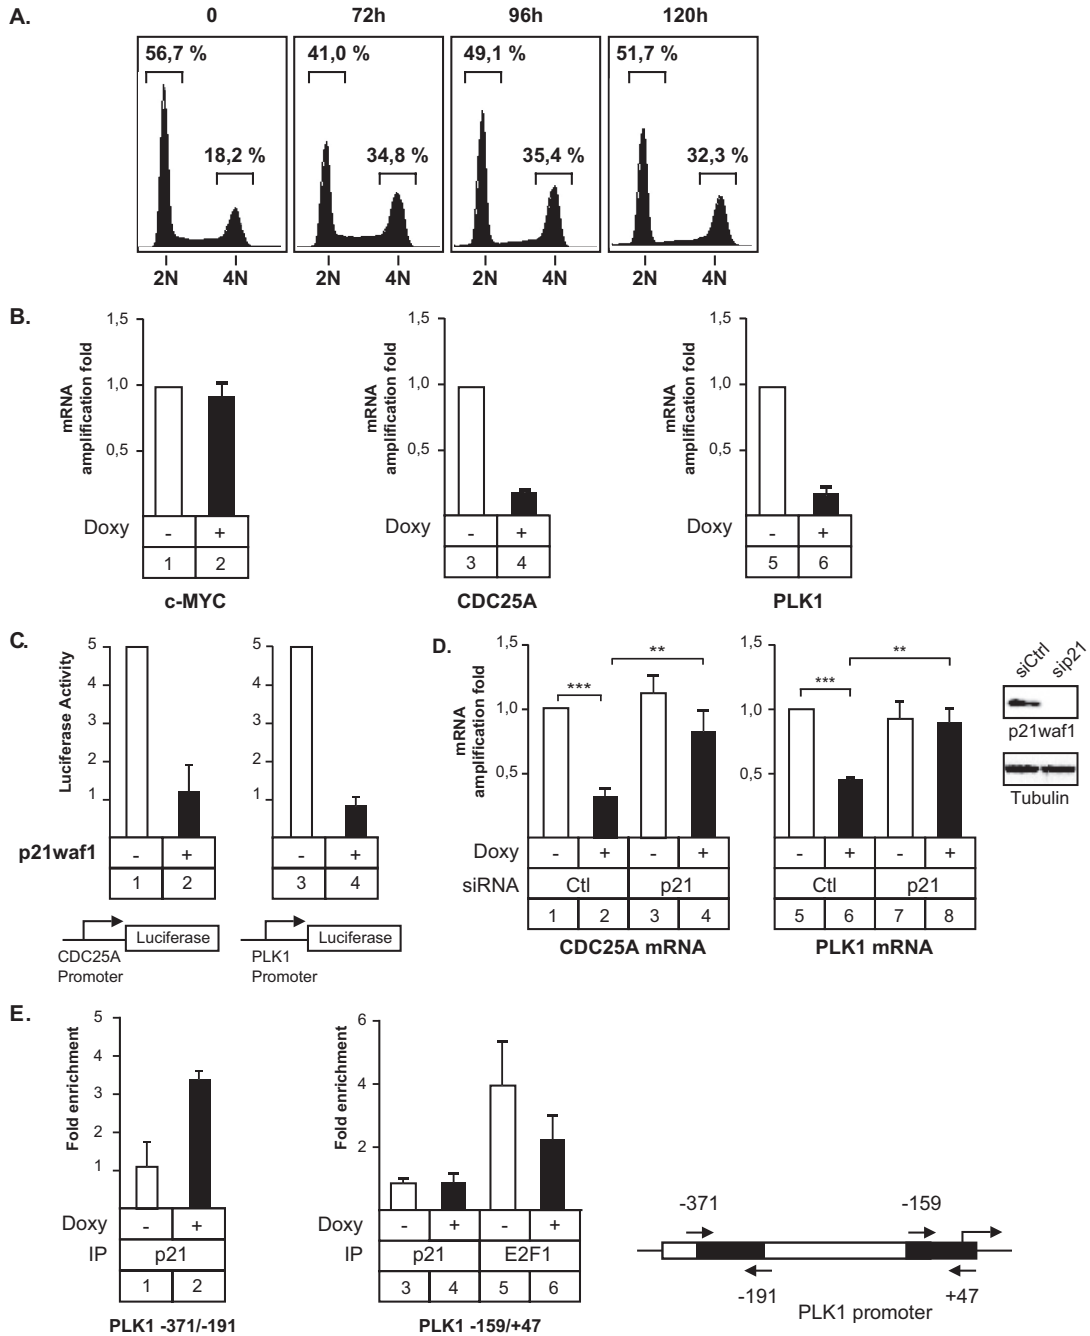 A.
0 72h 96h 120h
56,7 % 41,0 % 49,1 % 51,7 %
18,2 % 34,8 % 35,4 % 32,3 %
2N 4N 2N 4N 2N 4N 2N 4N
B.
mRNA
amplification fold
1,5
1,0
0,5
Doxy - +
1 2
c-MYC
mRNA
amplification fold
1,5
1,0
0,5
Doxy - +
3 4
CDC25A
mRNA
amplification fold
1,5
1,0
0,5
Doxy - +
5 6
PLK1
C.
Luciferase Activity
5
4
3
2
1
p21waf1 - +
1 2
Luciferase
CDC25A
Promoter
5
4
3
2
1
- +
3 4
Luciferase
PLK1
Promoter
D.
mRNA
amplification fold
1,5
1,0
0,5
*** **
Doxy - + - +
siRNA Ctl p21
1 2 3 4
CDC25A mRNA
1,5
1,0
0,5
*** **
- + - +
Ctl p21
5 6 7 8
PLK1 mRNA
siCtrl sip21
p21waf1
Tubulin
E.
Fold enrichment
5
4
3
2
1
Doxy - +
IP p21
1 2
PLK1 -371/-191
Fold enrichment
6
4
2
Doxy - + - +
IP p21 E2F1
3 4 5 6
PLK1 -159/+47
-371 -159
-191 +47
PLK1 promoter